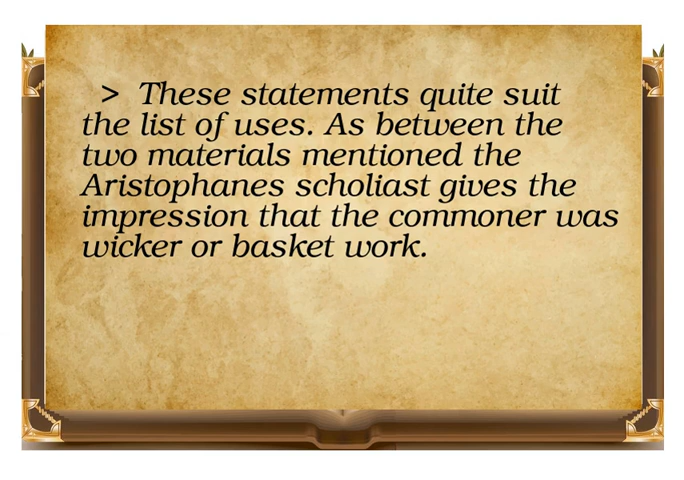 > These statements quite suit
the list of uses. As between the
two materials mentioned the
Aristophanes scholiast gives the
impression that the commoner was
wicker or basket work.